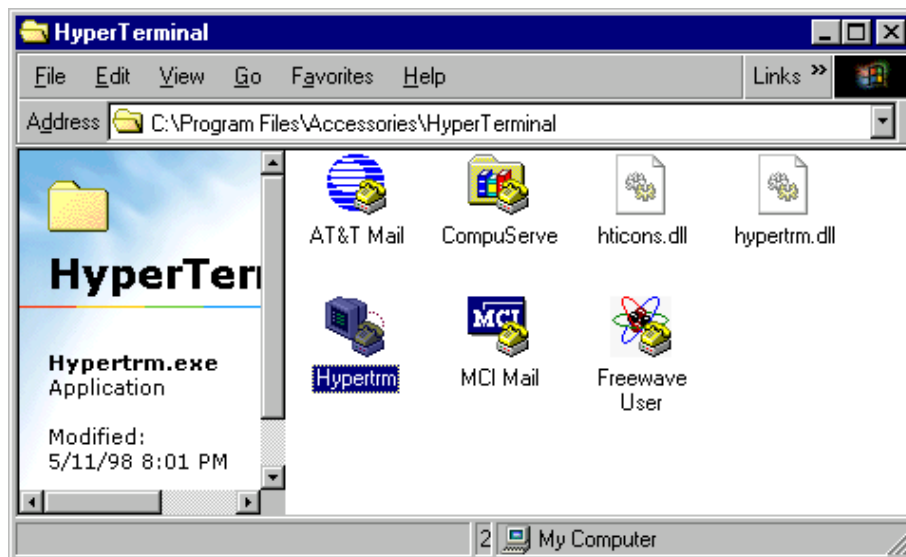 HyperTerminal
File Edit View Go Favorites Help Links »
Address C:\Program Files\Accessories\HyperTerminal
HyperTer
Hypertrm.exe
Application
Modified:
5/11/98 8:01 PM
AT&T Mail CompuServe hticons.dll hypertrm.dll
MCI
Hypertrm MCI Mail Freewave
User
2 My Computer